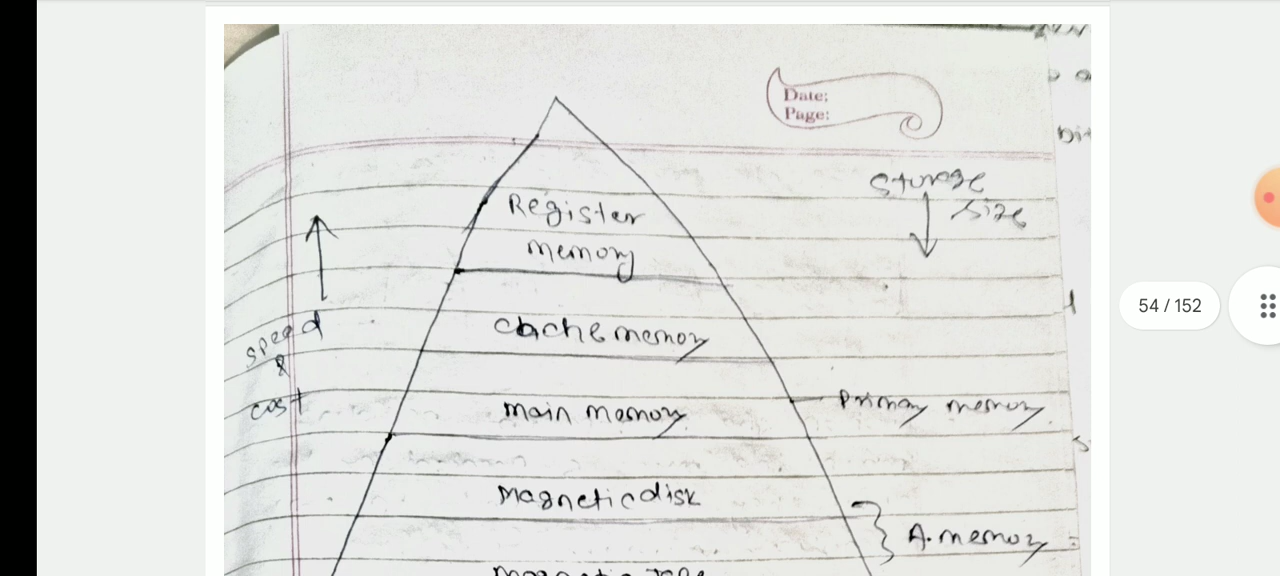 Date:
Page:
Storage
size
Register
memory
speed
&
cost
cache memory
54 / 152
main memory
Primary memory
Magnetic disk
A. memory